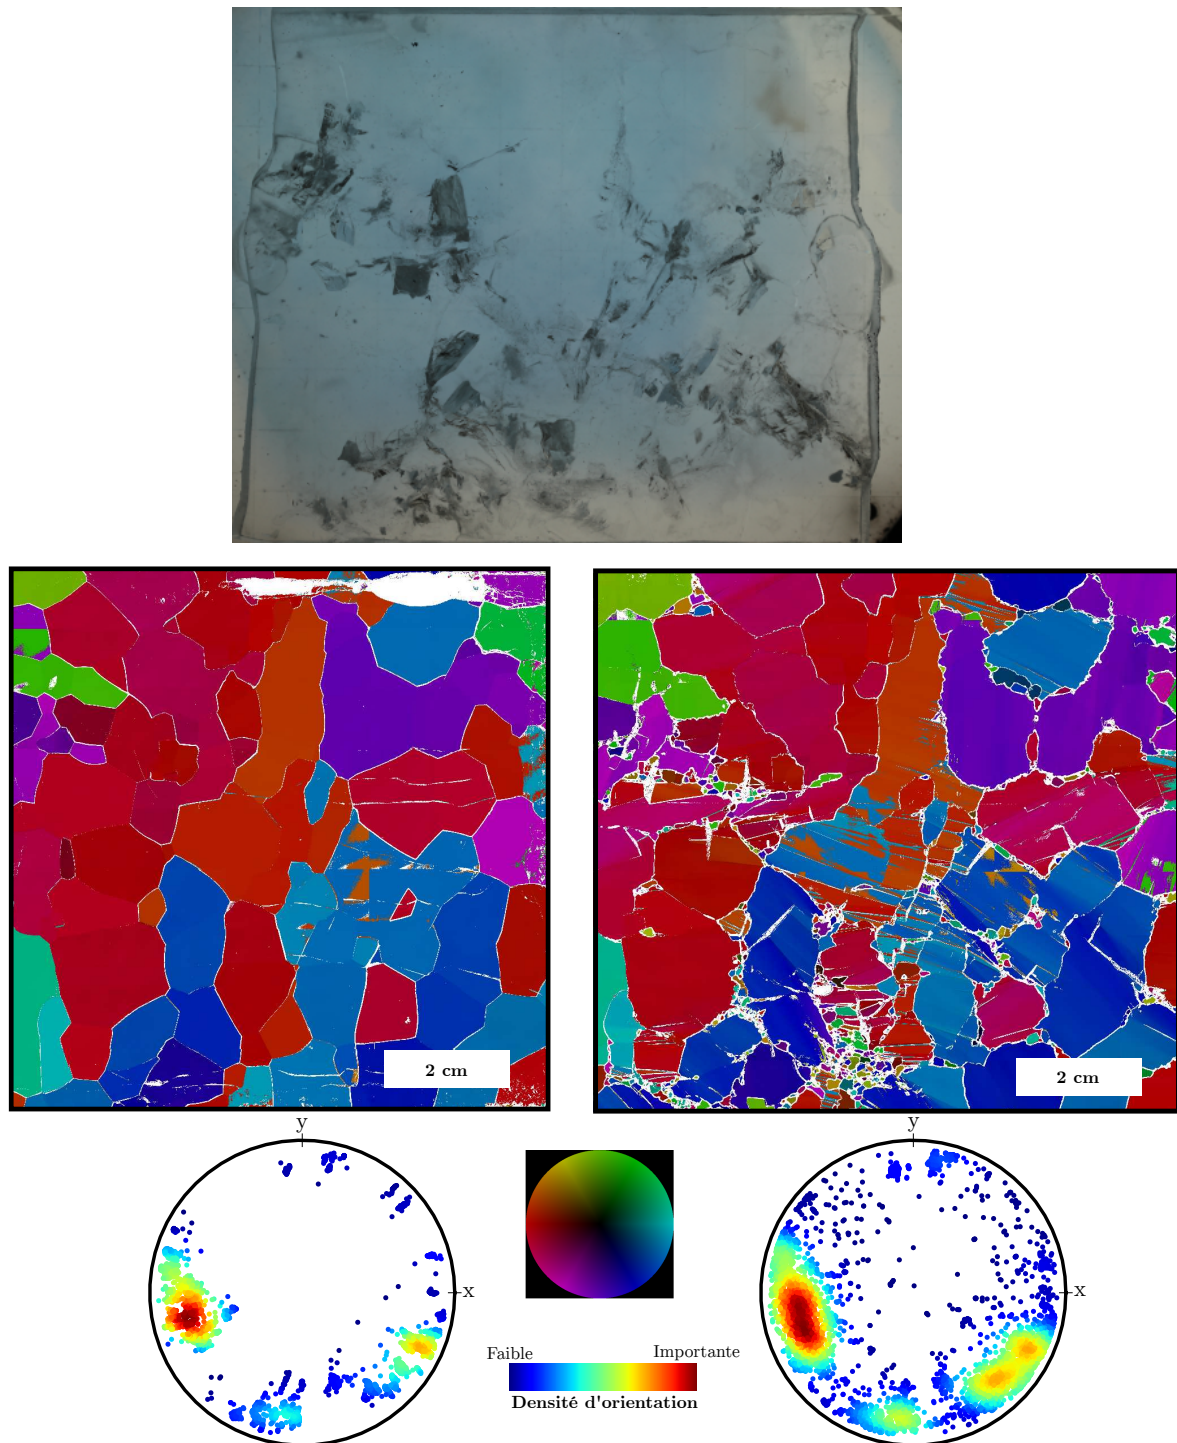 2 cm
2 cm
y
y
x
x
Faible
Importante
Densité d'orientation